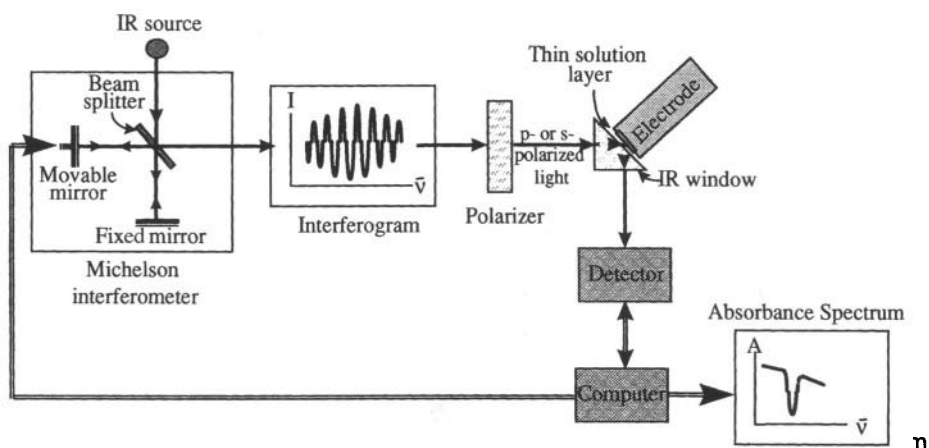 IR source
Beam
splitter
Movable
mirror
Fixed mirror
Michelson
interferometer
I
ν̄
Interferogram
Polarizer
p- or s-
polarized
light
Thin solution
layer
Electrode
IR window
Detector
Computer
Absorbance Spectrum
A
ν̄
n